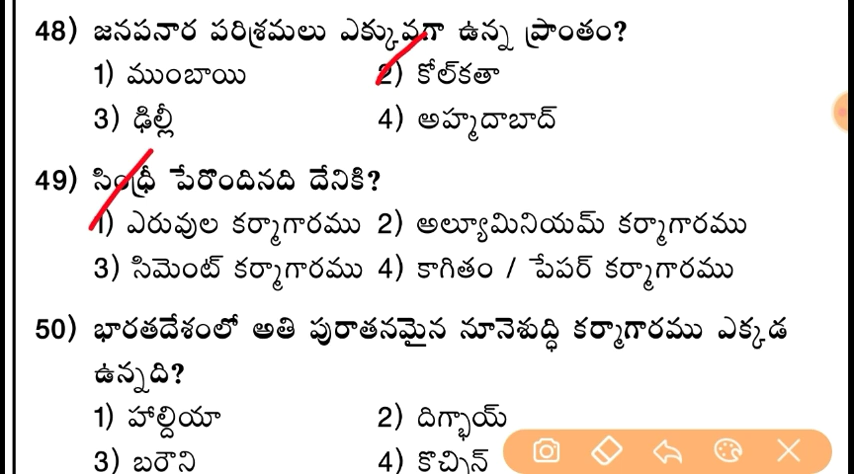 48) జనపనార పరిశ్రమలు ఎక్కువగా ఉన్న ప్రాంతం?
1) ముంబాయి 2) కోల్‌కతా
3) ఢిల్లీ 4) అహ్మదాబాద్
49) సింధ్రీ పేరొందినది దేనికి?
1) ఎరువుల కర్మాగారము 2) అల్యూమినియమ్ కర్మాగారము
3) సిమెంట్ కర్మాగారము 4) కాగితం / పేపర్ కర్మాగారము
50) భారతదేశంలో అతి పురాతనమైన నూనెశుద్ధి కర్మాగారము ఎక్కడ
ఉన్నది?
1) హాల్దియా 2) దిగ్భాయ్
3) బరౌని 4) కొచ్చిన్